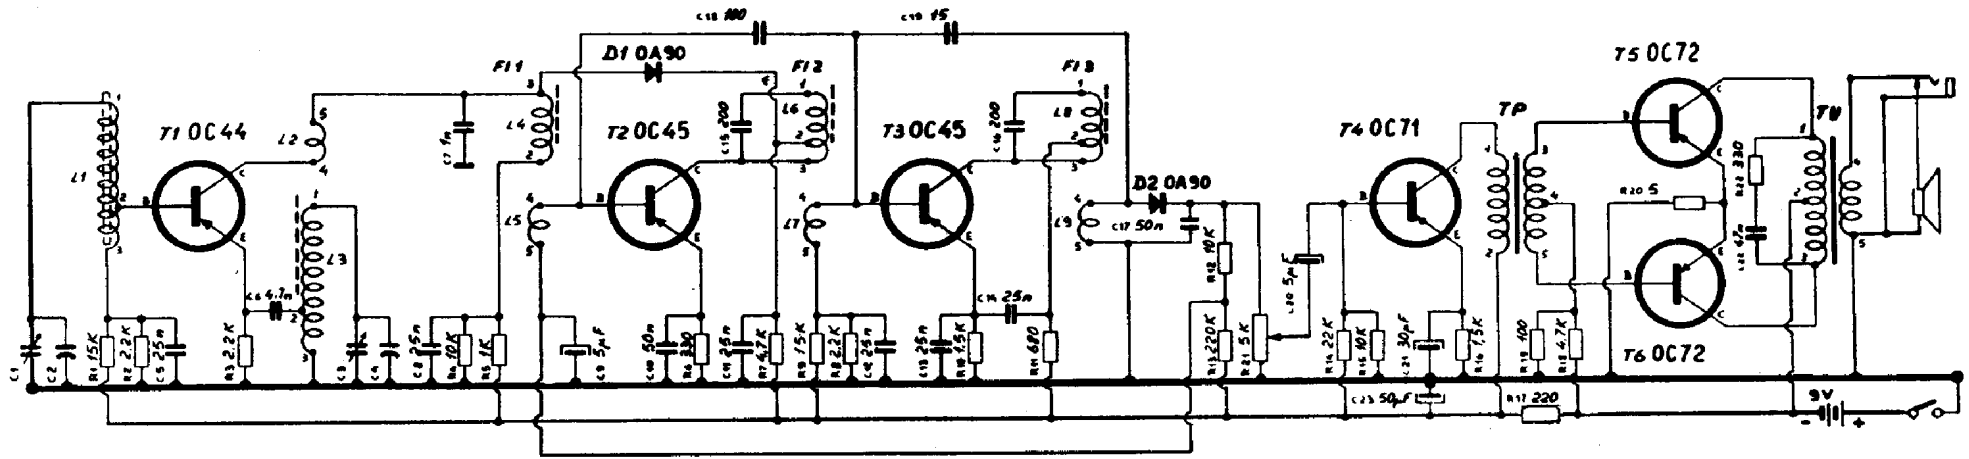 C18 100
C19 15
D1 OA90
FI1
FI2
FI3
T1 OC44
T2 OC45
T3 OC45
T4 OC71
T5 OC72
T6 OC72
TP
TU
L1
L2
L3
L4
L5
L6
L7
L8
L9
C7 1n
C15 200
C16 200
D2 OA90
C17 50n
R12 10K
C20 5µF
R20 5
R22 330
C22 47n
C6 4,7n
C1
C2
R1 15K
R2 2.2K
C5 25n
R3 2.2K
C3
C4
C8 25n
R4 10K
R5 1K
C9 5µF
C10 50n
R6 330
C11 25n
R7 4,7K
R9 15K
R8 2.2K
C12 25n
C13 25n
R10 1.5K
C14 25n
R11 680
R13 220K
R21 5K
R14 22K
R15 10K
C21 30µF
R16 1,5K
R19 100
R18 4.7K
C23 50µF
R17 220
9V
- +